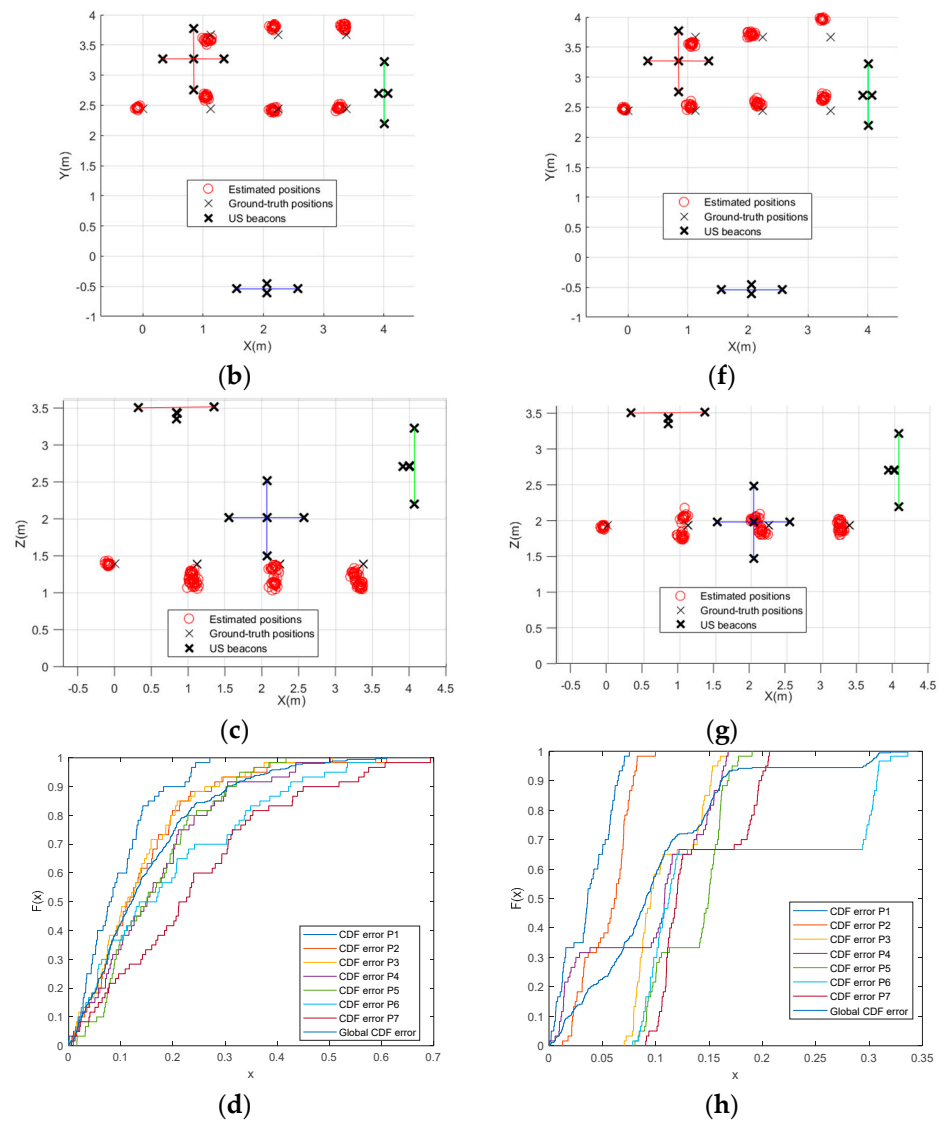 4
3.5
3
2.5
2
1.5
1
0.5
0
-0.5
-1
Y(m)
0 1 2 3 4
X(m)
Estimated positions
Ground-truth positions
US beacons
(b)
4
3.5
3
2.5
2
1.5
1
0.5
0
-0.5
-1
Y(m)
0 1 2 3 4
X(m)
Estimated positions
Ground-truth positions
US beacons
(f)
3.5
3
2.5
2
1.5
1
0.5
0
Z(m)
-0.5 0 0.5 1 1.5 2 2.5 3 3.5 4 4.5
X(m)
Estimated positions
Ground-truth positions
US beacons
(c)
3.5
3
2.5
2
1.5
1
0.5
0
Z(m)
-0.5 0 0.5 1 1.5 2 2.5 3 3.5 4 4.5
X(m)
Estimated positions
Ground-truth positions
US beacons
(g)
1
0.9
0.8
0.7
0.6
0.5
0.4
0.3
0.2
0.1
0
F(x)
0 0.1 0.2 0.3 0.4 0.5 0.6 0.7
x
CDF error P1
CDF error P2
CDF error P3
CDF error P4
CDF error P5
CDF error P6
CDF error P7
Global CDF error
(d)
1
0.9
0.8
0.7
0.6
0.5
0.4
0.3
0.2
0.1
0
F(x)
0 0.05 0.1 0.15 0.2 0.25 0.3 0.35
x
CDF error P1
CDF error P2
CDF error P3
CDF error P4
CDF error P5
CDF error P6
CDF error P7
Global CDF error
(h)